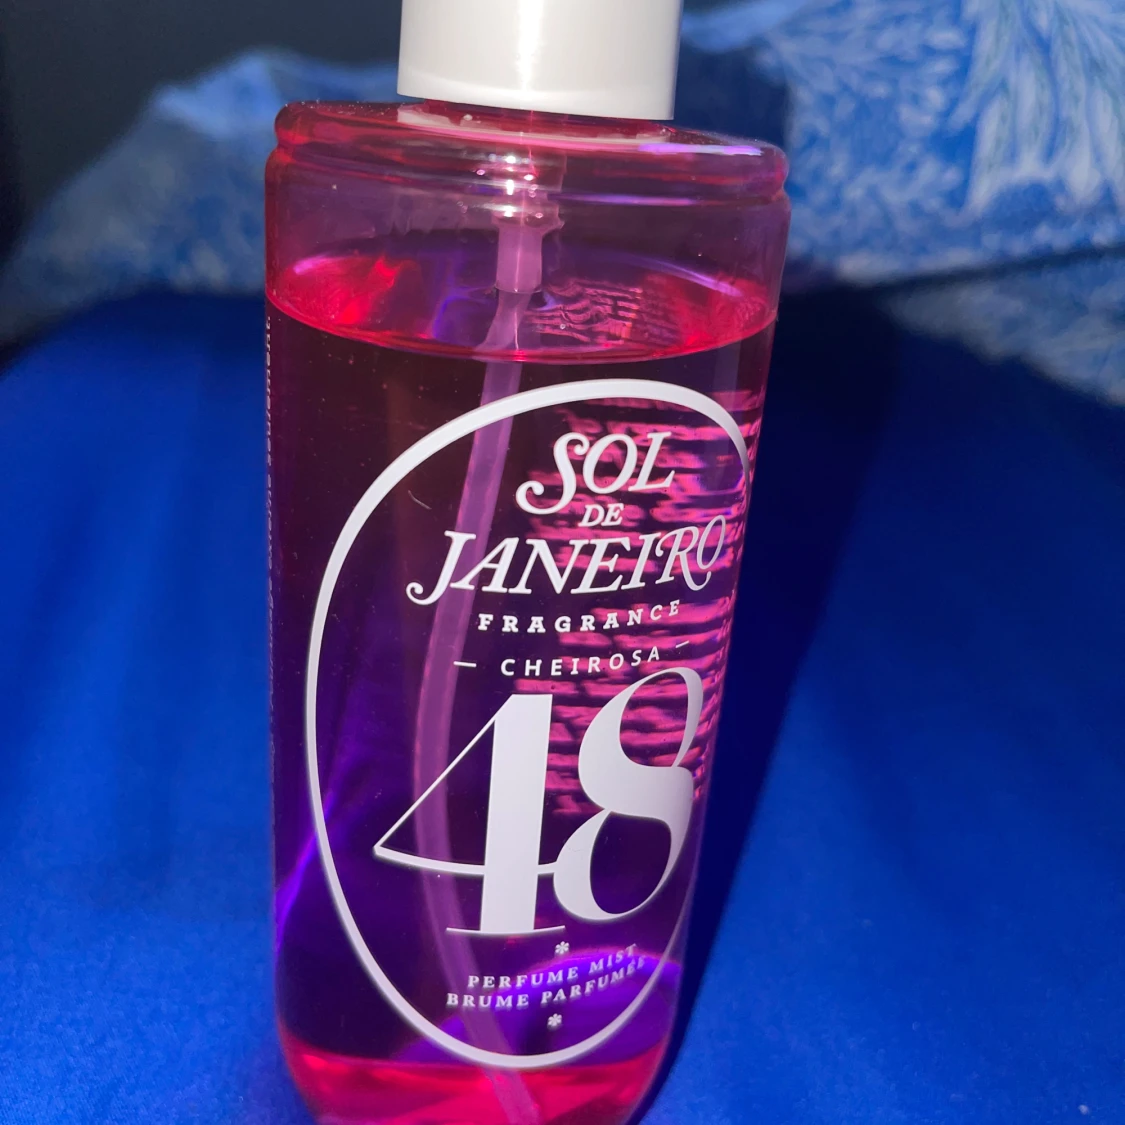 SOL
DE
JANEIRO
FRAGRANCE
— CHEIROSA —
48
*
PERFUME MIST
BRUME PARFUMÉE
*